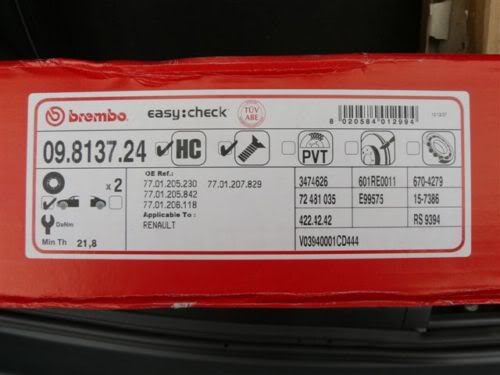 brembo
easy:check
TÜV
ABE
8 020584 012994
09.8137.24
HC
PVT
x 2
OE Ref.:
77.01.205.230 77.01.207.829
77.01.205.842
77.01.206.118
Applicable To :
RENAULT
DaNm
Min Th 21,8
3474626 601RE0011 670-4279
72 481 035 E99575 15-7386
422.42.42 RS 9394
V03940001CD444